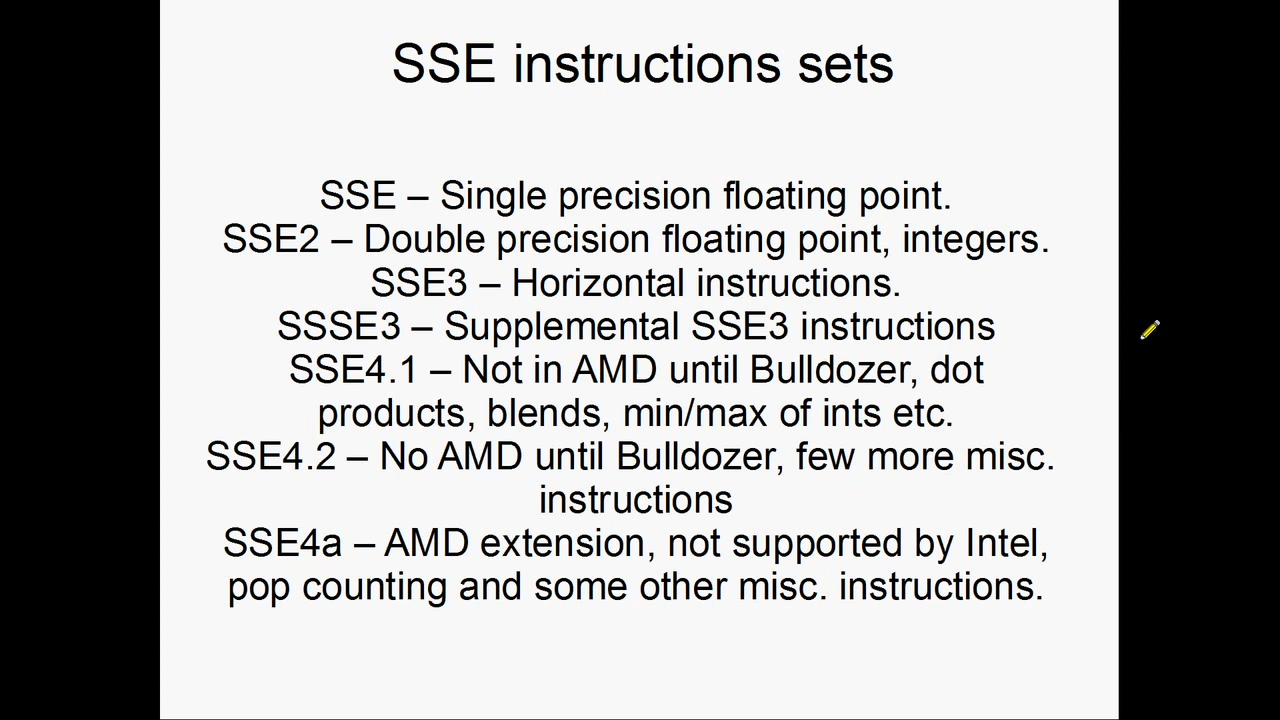 SSE instructions sets
SSE – Single precision floating point.
SSE2 – Double precision floating point, integers.
SSE3 – Horizontal instructions.
SSSE3 – Supplemental SSE3 instructions
SSE4.1 – Not in AMD until Bulldozer, dot
products, blends, min/max of ints etc.
SSE4.2 – No AMD until Bulldozer, few more misc.
instructions
SSE4a – AMD extension, not supported by Intel,
pop counting and some other misc. instructions.